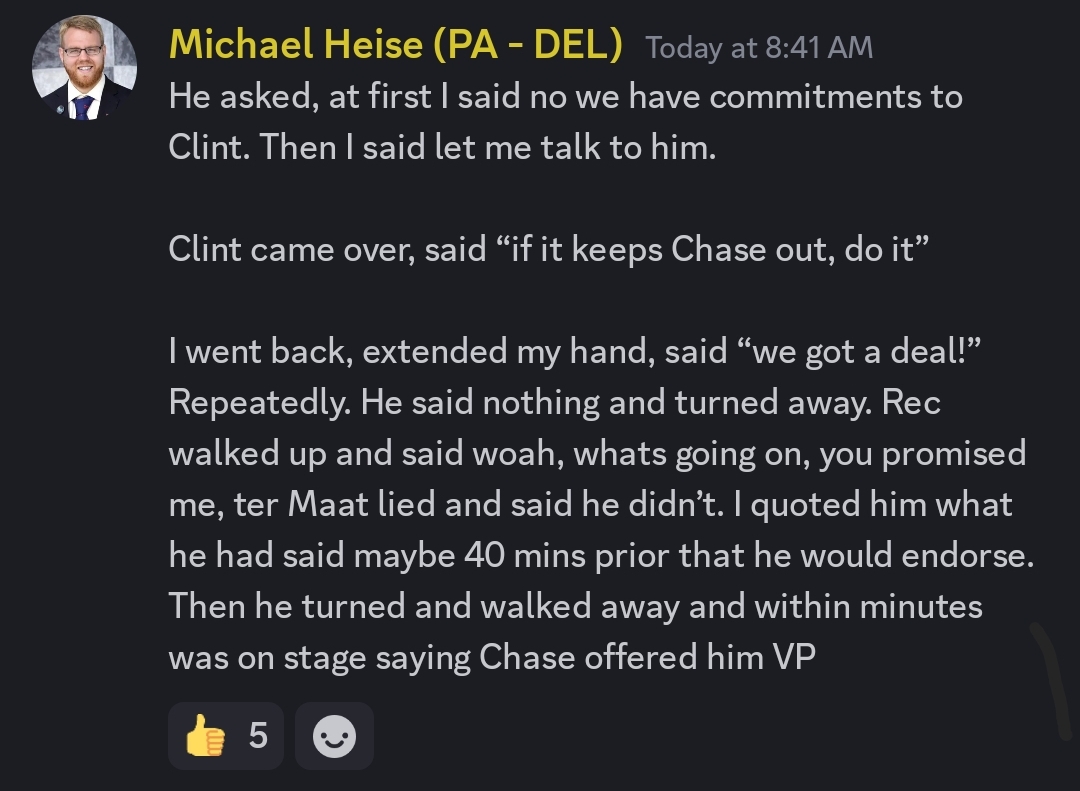 Michael Heise (PA - DEL) Today at 8:41 AM
He asked, at first I said no we have commitments to
Clint. Then I said let me talk to him.
Clint came over, said “if it keeps Chase out, do it”
I went back, extended my hand, said “we got a deal!”
Repeatedly. He said nothing and turned away. Rec
walked up and said woah, whats going on, you promised
me, ter Maat lied and said he didn’t. I quoted him what
he had said maybe 40 mins prior that he would endorse.
Then he turned and walked away and within minutes
was on stage saying Chase offered him VP
5